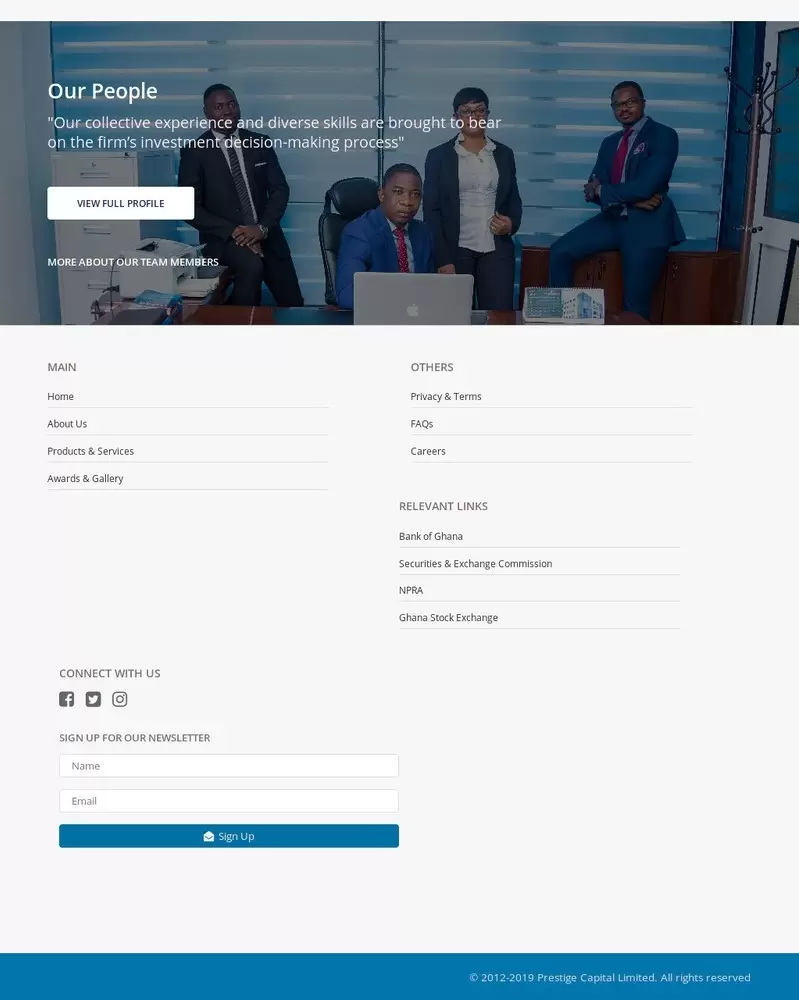 Our People
"Our collective experience and diverse skills are brought to bear
on the firm’s investment decision-making process"
VIEW FULL PROFILE
MORE ABOUT OUR TEAM MEMBERS
MAIN
Home
About Us
Products & Services
Awards & Gallery
OTHERS
Privacy & Terms
FAQs
Careers
RELEVANT LINKS
Bank of Ghana
Securities & Exchange Commission
NPRA
Ghana Stock Exchange
CONNECT WITH US
SIGN UP FOR OUR NEWSLETTER
Name
Email
Sign Up
© 2012-2019 Prestige Capital Limited. All rights reserved